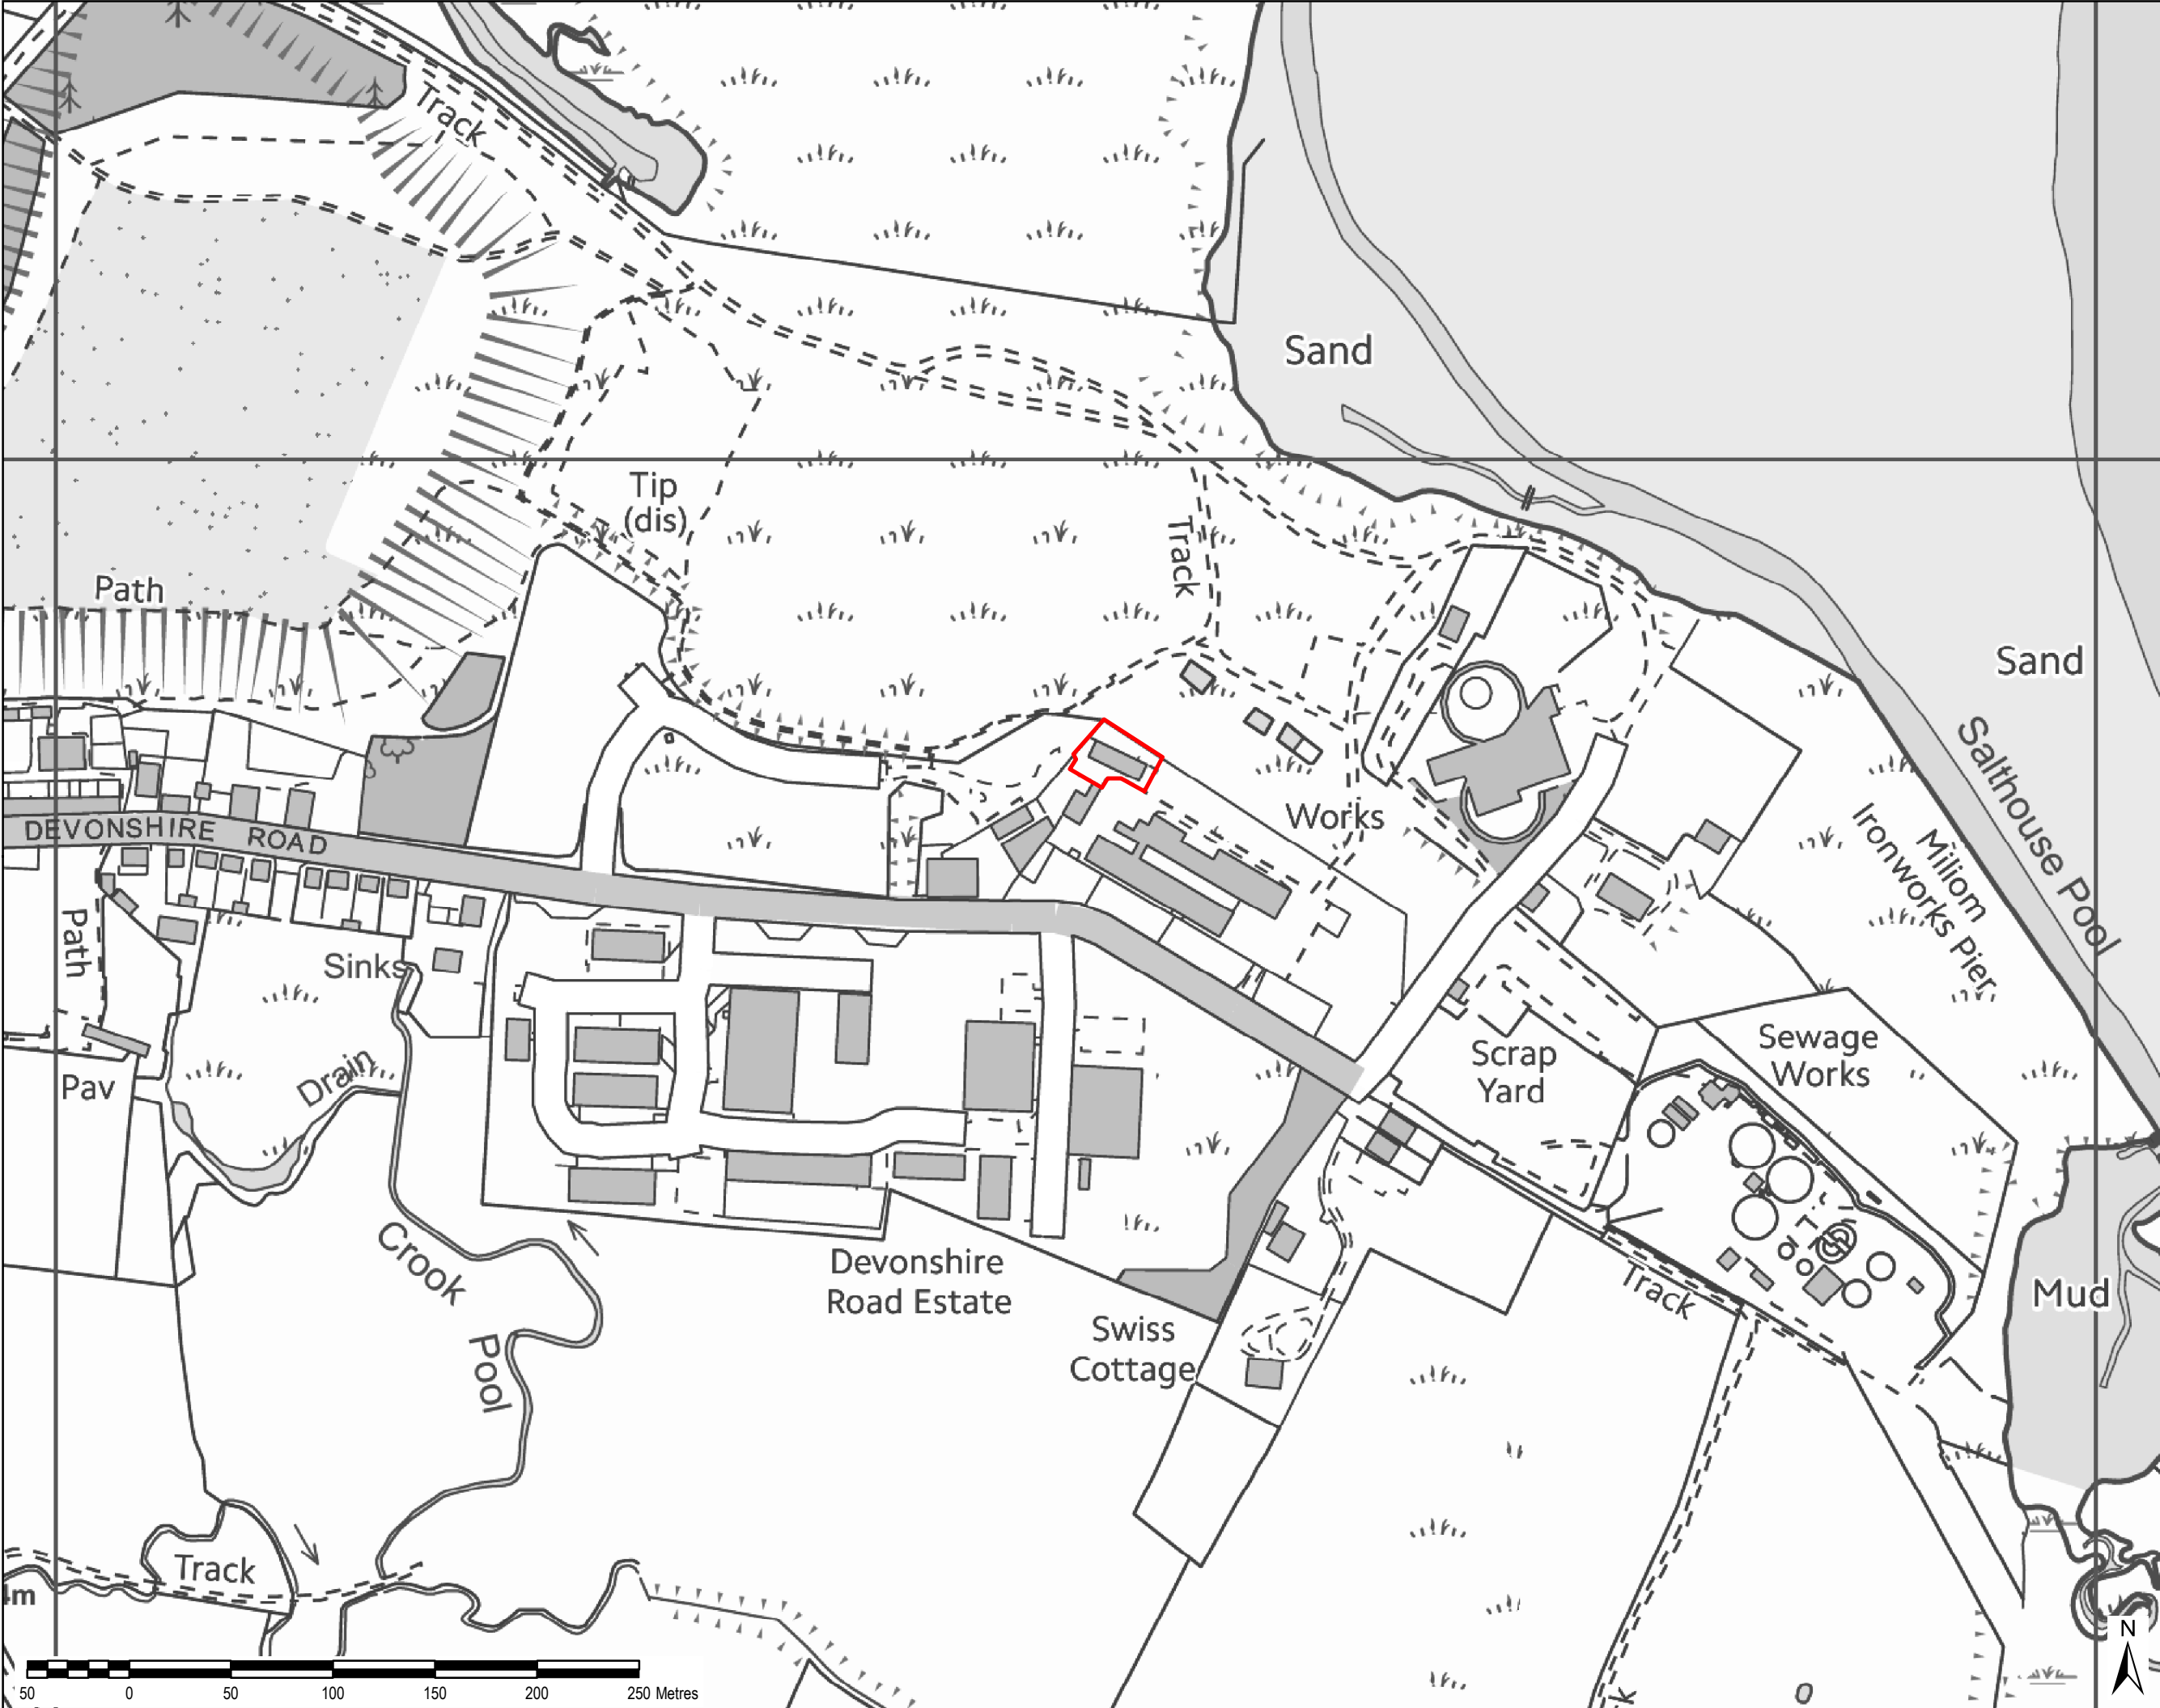 Track
Sand
Tip
(dis)
Track
Path
Sand
Salthouse Pool
Works
Millom
Ironworks Pier
DEVONSHIRE ROAD
Path
Sinks
Drain
Pav
Scrap
Yard
Sewage
Works
Crook
Pool
Devonshire
Road Estate
Swiss
Cottage
Track
Mud
Track
N
50 0 50 100 150 200 250 Metres